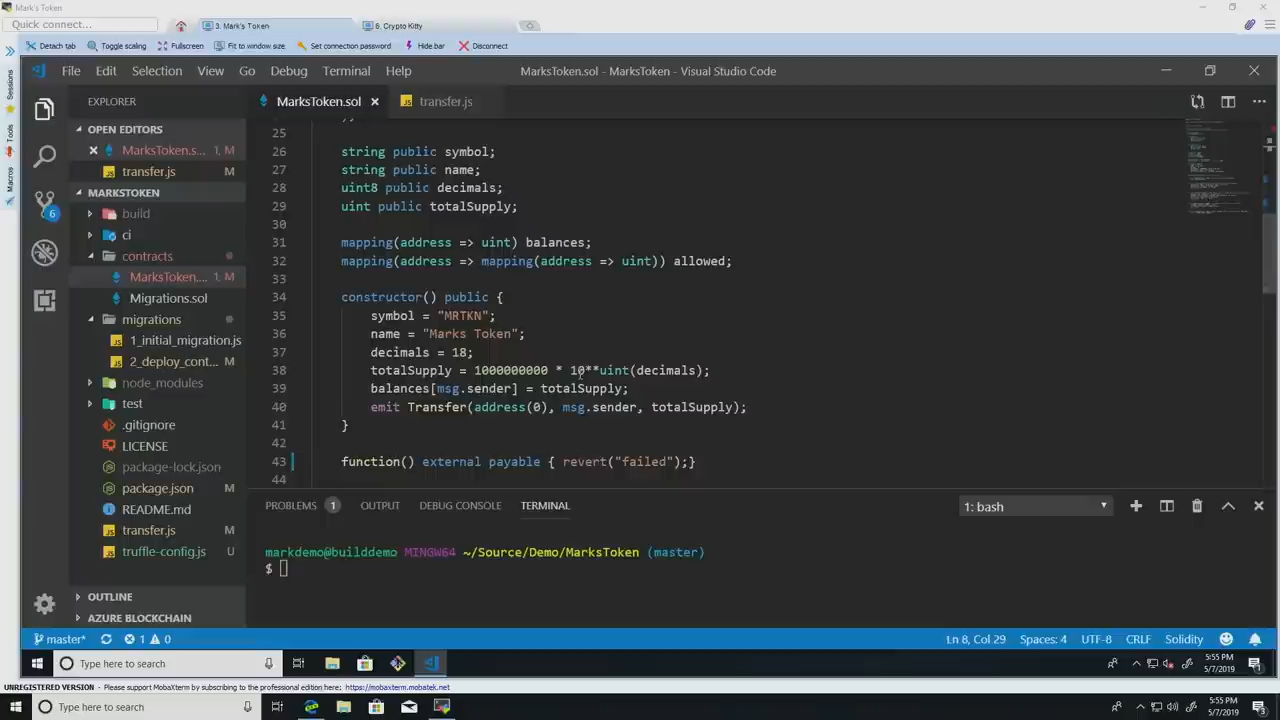 Mark's Token
Quick connect...
3. Mark's Token
6. Crypto Kitty
Detach tab
Toggle scaling
Fullscreen
Fit to window size
Set connection password
Hide bar
Disconnect
Sessions
Tools
Macros
File Edit Selection View Go Debug Terminal Help
MarksToken.sol - MarksToken - Visual Studio Code
EXPLORER
MarksToken.sol
transfer.js
OPEN EDITORS
MarksToken.s... 1, M
transfer.js M
MARKSTOKEN
build
ci
contracts
MarksToken.... 1, M
Migrations.sol
migrations
1_initial_migration.js
2_deploy_cont... M
node_modules
test
.gitignore
LICENSE
package-lock.json
package.json M
README.md
transfer.js M
truffle-config.js U
OUTLINE
AZURE BLOCKCHAIN
6
25
26 string public symbol;
27 string public name;
28 uint8 public decimals;
29 uint public totalSupply;
30
31 mapping(address => uint) balances;
32 mapping(address => mapping(address => uint)) allowed;
33
34 constructor() public {
35 symbol = "MRTKN";
36 name = "Marks Token";
37 decimals = 18;
38 totalSupply = 1000000000 * 10**uint(decimals);
39 balances[msg.sender] = totalSupply;
40 emit Transfer(address(0), msg.sender, totalSupply);
41 }
42
43 function() external payable { revert("failed");}
44
PROBLEMS 1 OUTPUT DEBUG CONSOLE TERMINAL
1: bash
markdemo@builddemo MINGW64 ~/Source/Demo/MarksToken (master)
$
master* 1 0
Ln 8, Col 29 Spaces: 4 UTF-8 CRLF Solidity
Type here to search
5:55 PM
5/7/2019
1
UNREGISTERED VERSION - Please support MobaXterm by subscribing to the professional edition here: https://mobaxterm.mobatek.net
Type here to search
5:55 PM
5/7/2019
3